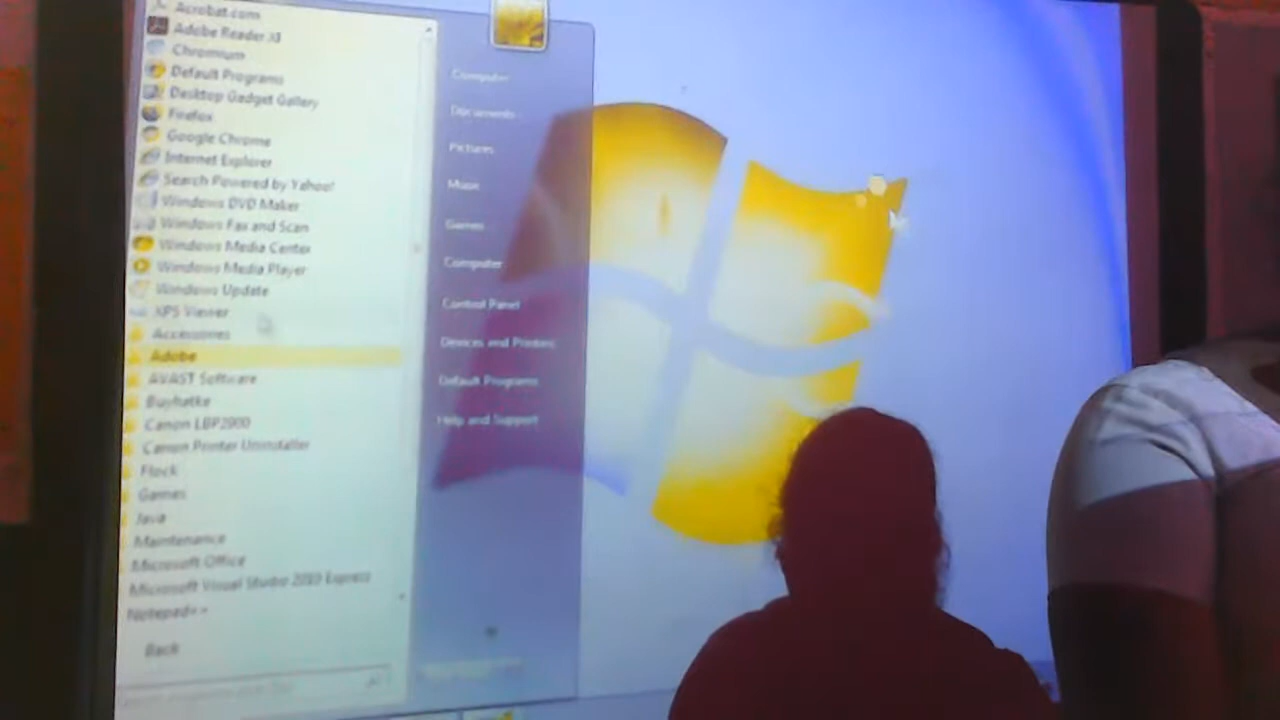 Acrobat.com
Adobe Reader XI
Chromium
Default Programs
Desktop Gadget Gallery
Firefox
Google Chrome
Internet Explorer
Search Powered by Yahoo!
Windows DVD Maker
Windows Fax and Scan
Windows Media Center
Windows Media Player
Windows Update
XPS Viewer
Accessories
Adobe
AVAST Software
Buyhatke
Canon LBP2900
Canon Printer Uninstaller
Flock
Games
Java
Maintenance
Microsoft Office
Microsoft Visual Studio 2010 Express
Notepad++
Back
Computer
Documents
Pictures
Music
Games
Computer
Control Panel
Devices and Printers
Default Programs
Help and Support